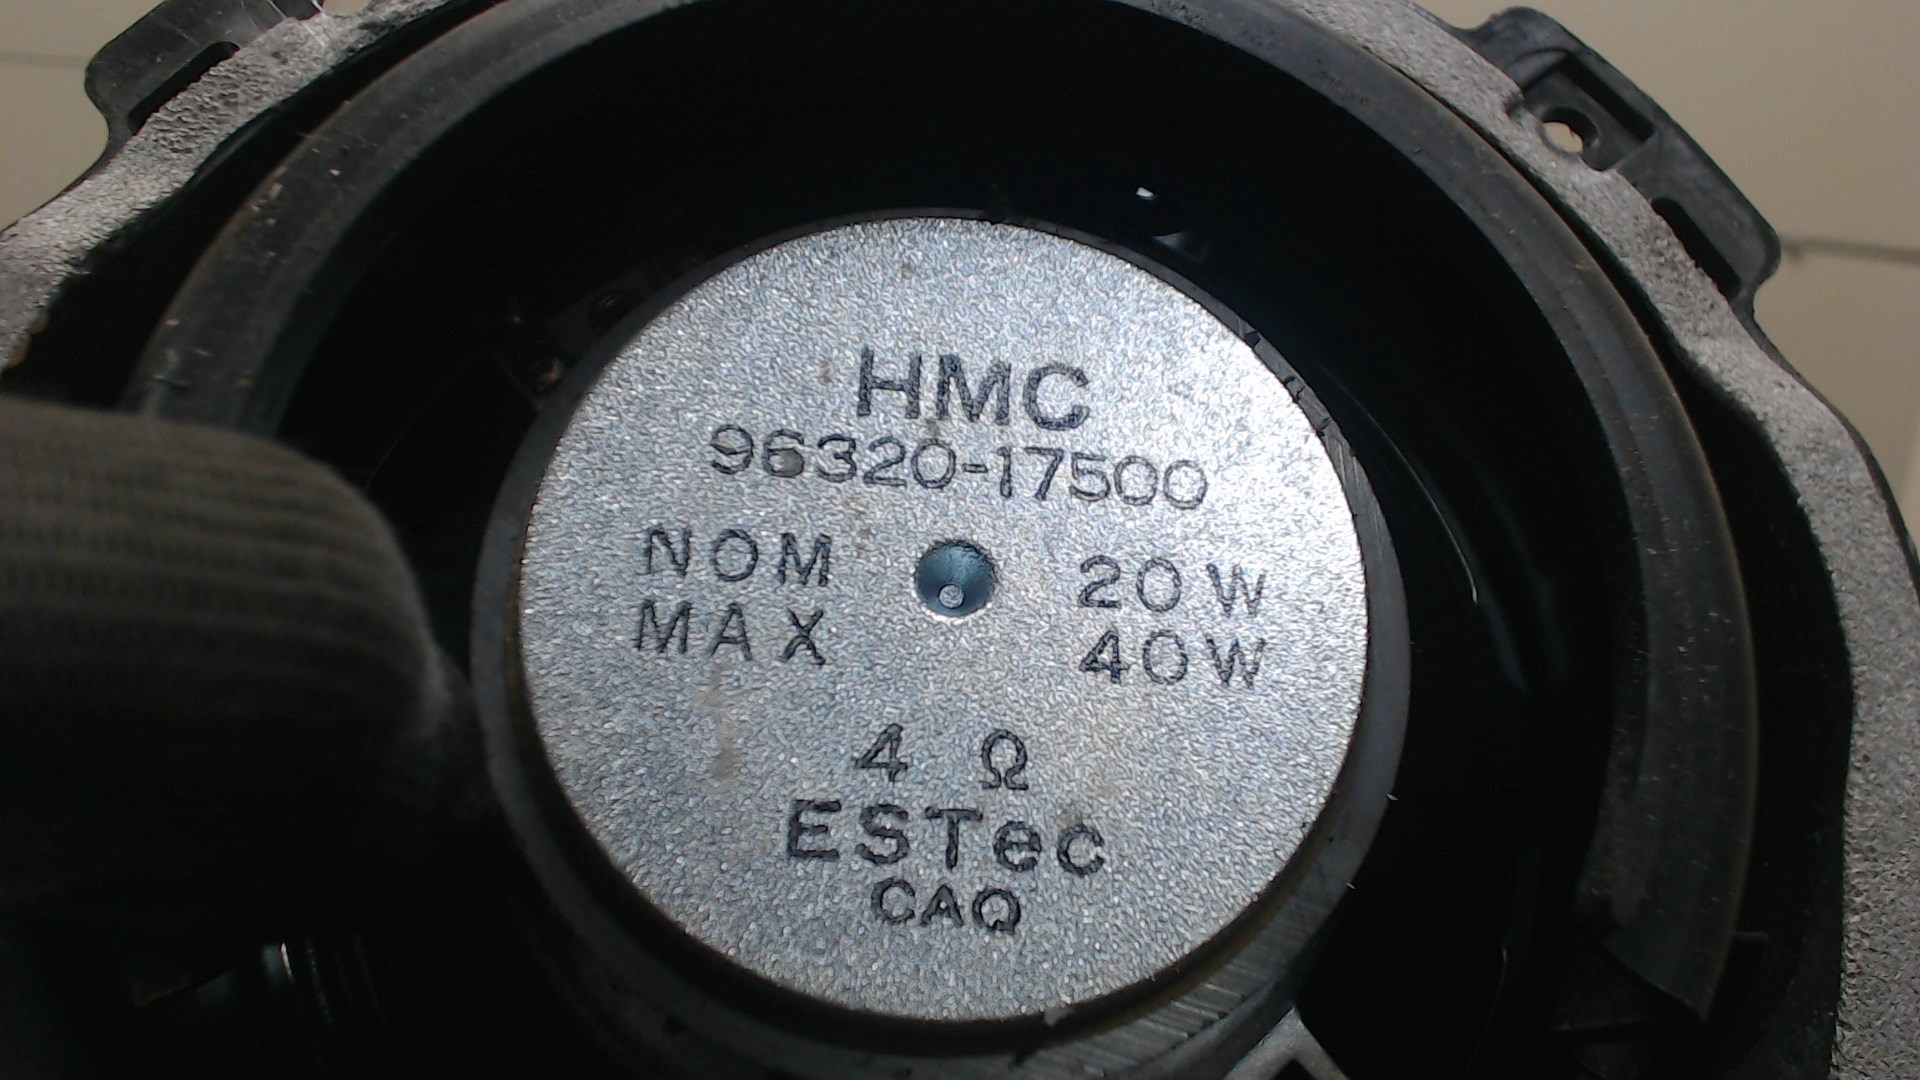 HMC
96320-17500
NOM 20W
MAX 40W
4 Ω
ESTec
CAQ